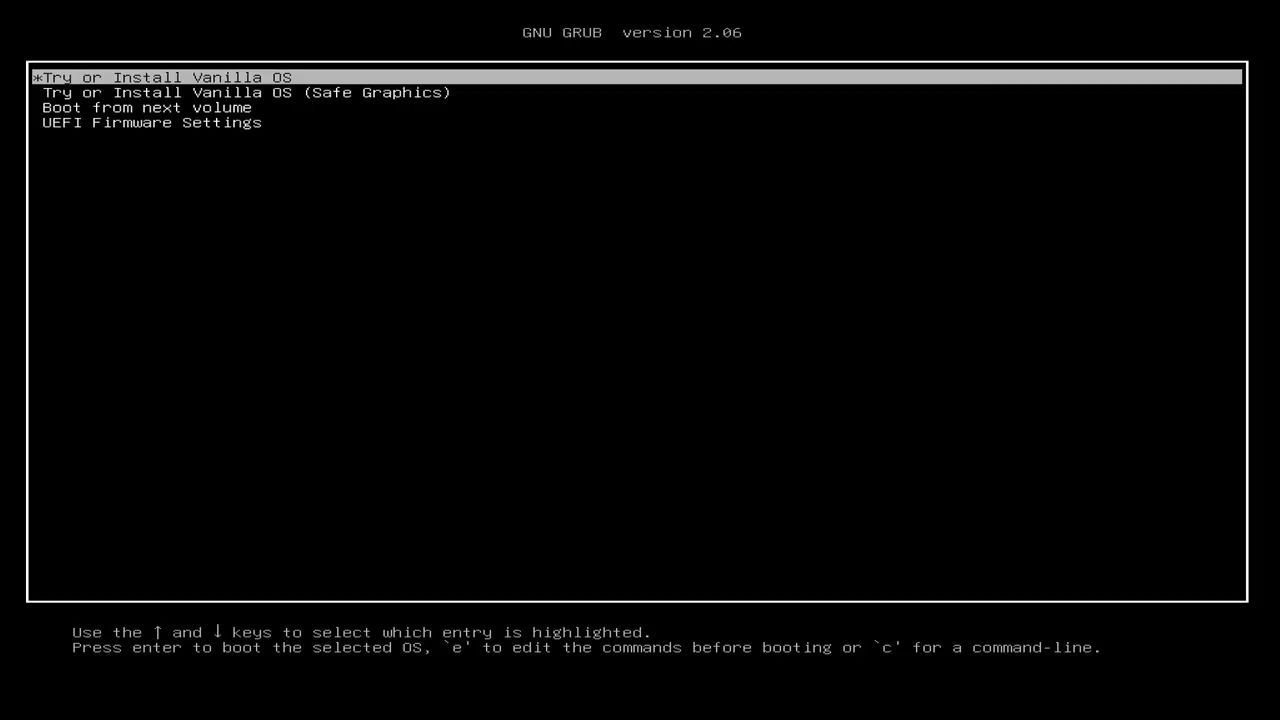 GNU GRUB  version 2.06
*Try or Install Vanilla OS
Try or Install Vanilla OS (Safe Graphics)
Boot from next volume
UEFI Firmware Settings
Use the ↑ and ↓ keys to select which entry is highlighted.
Press enter to boot the selected OS, `e' to edit the commands before booting or `c' for a command-line.